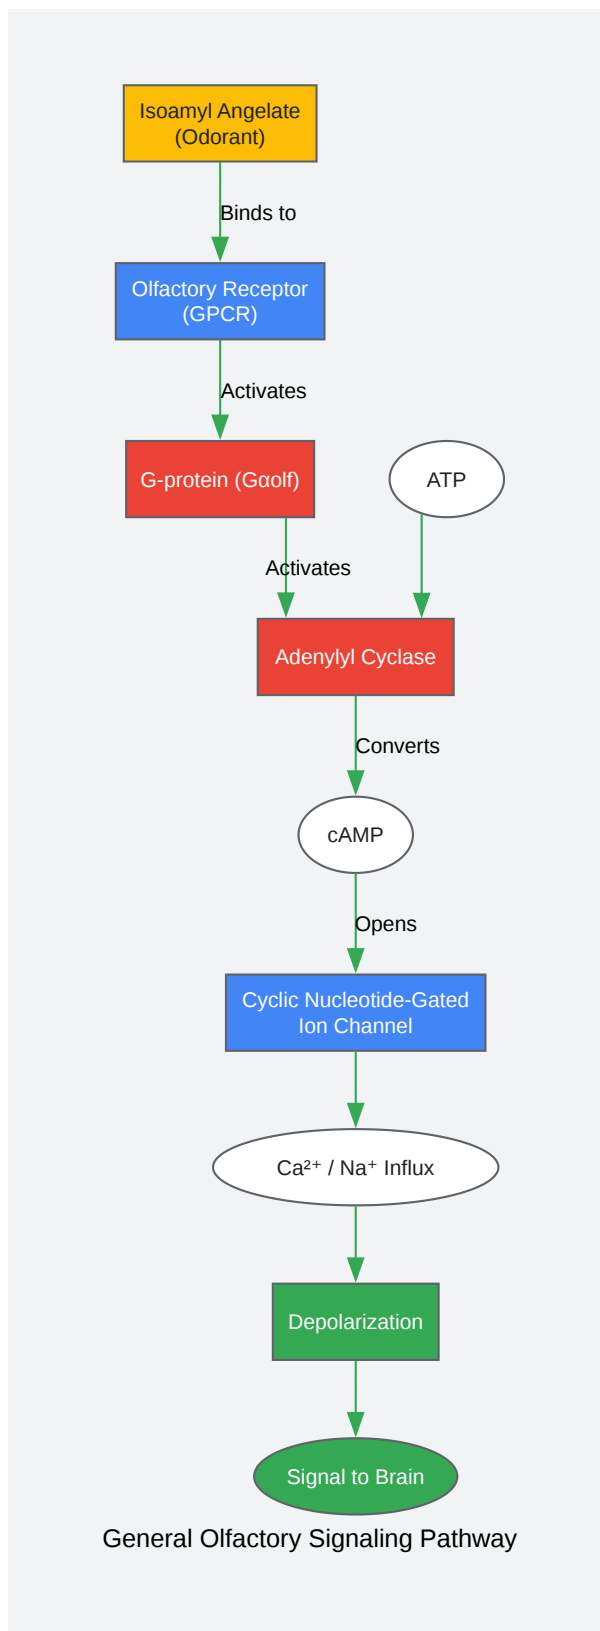 Isoamyl Angelate
(Odorant)
Binds to
Olfactory Receptor
(GPCR)
Activates
G-protein (Gαolf)
ATP
Activates
Adenylyl Cyclase
Converts
cAMP
Opens
Cyclic Nucleotide-Gated
Ion Channel
Ca²⁺ / Na⁺ Influx
Depolarization
Signal to Brain
General Olfactory Signaling Pathway